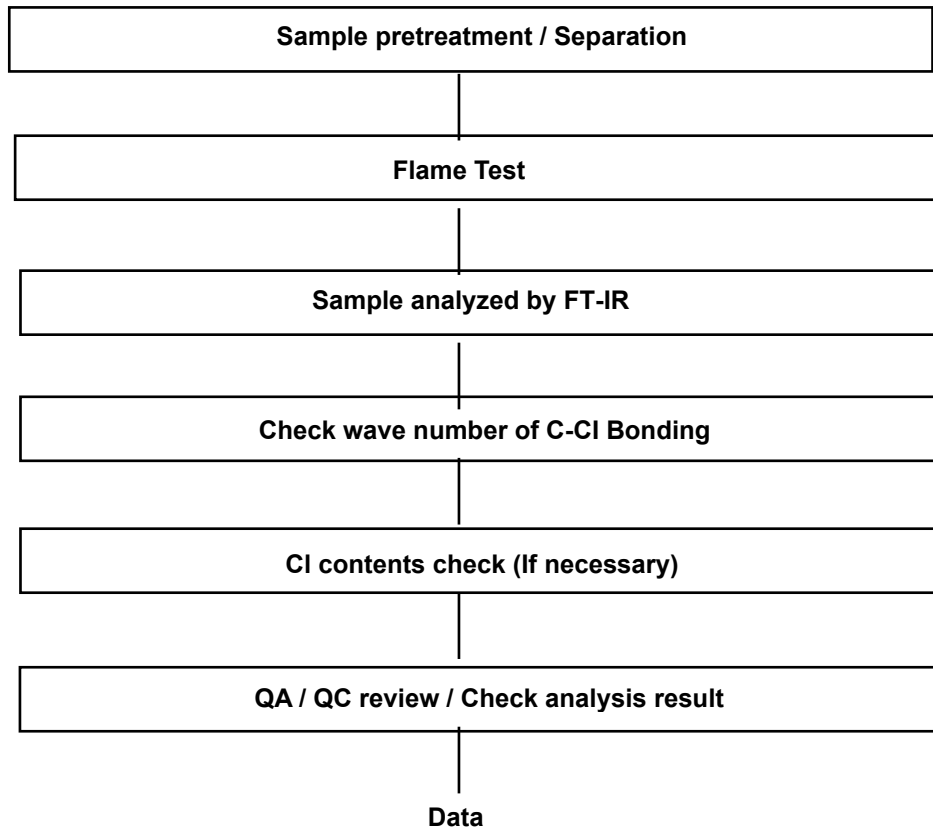 Sample pretreatment / Separation
Flame Test
Sample analyzed by FT-IR
Check wave number of C-Cl Bonding
Cl contents check (If necessary)
QA / QC review / Check analysis result
Data